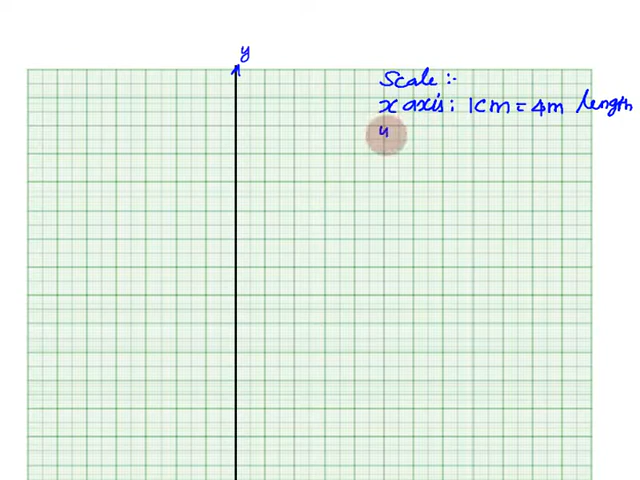 y
Scale :-
x axis : 1cm = 4m length
y